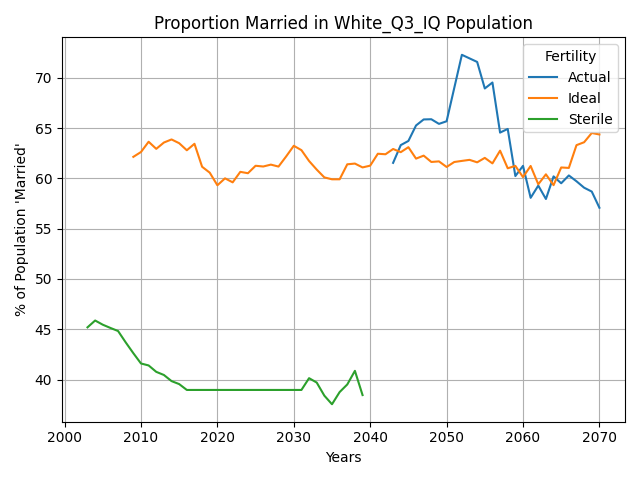 Proportion Married in White_Q3_IQ Population
% of Population 'Married'
70
65
60
55
50
45
40
Fertility
Actual
Ideal
Sterile
2000 2010 2020 2030 2040 2050 2060 2070
Years